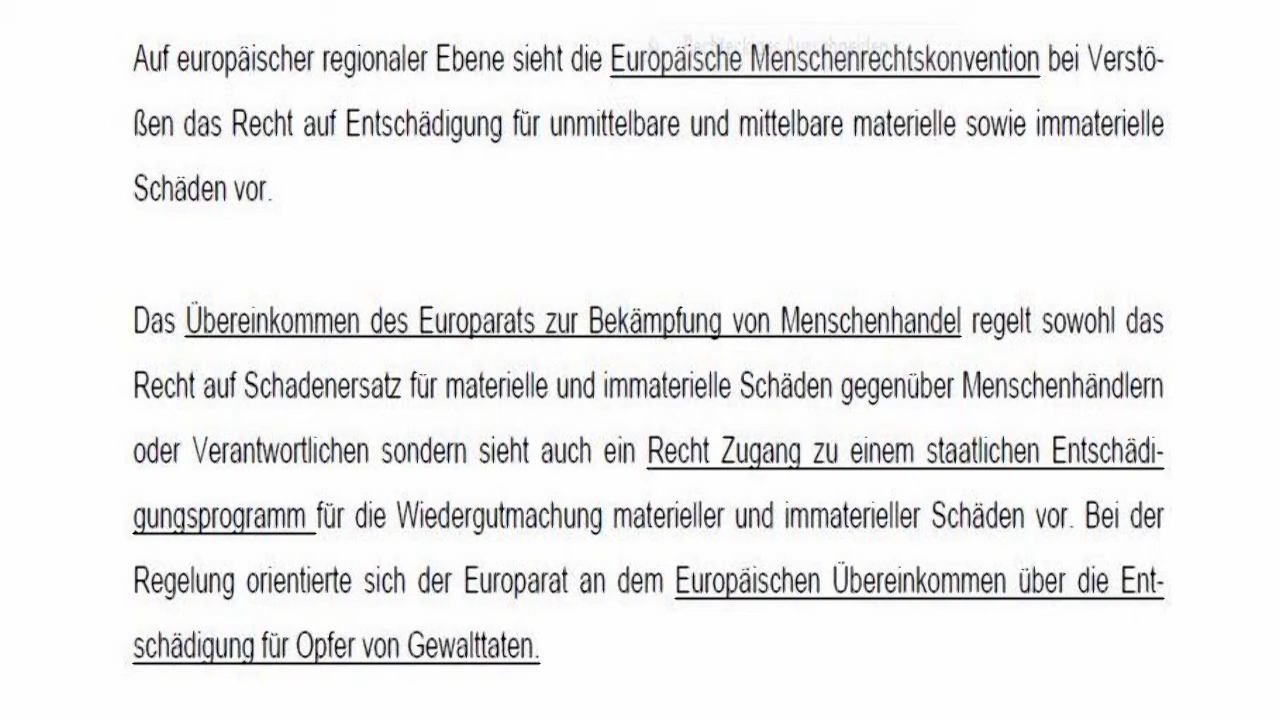 Auf europäischer regionaler Ebene sieht die Europäische Menschenrechtskonvention bei Verstö-
ßen das Recht auf Entschädigung für unmittelbare und mittelbare materielle sowie immaterielle
Schäden vor.
Das Übereinkommen des Europarats zur Bekämpfung von Menschenhandel regelt sowohl das
Recht auf Schadenersatz für materielle und immaterielle Schäden gegenüber Menschenhändlern
oder Verantwortlichen sondern sieht auch ein Recht Zugang zu einem staatlichen Entschädi-
gungsprogramm für die Wiedergutmachung materieller und immaterieller Schäden vor. Bei der
Regelung orientierte sich der Europarat an dem Europäischen Übereinkommen über die Ent-
schädigung für Opfer von Gewalttaten.